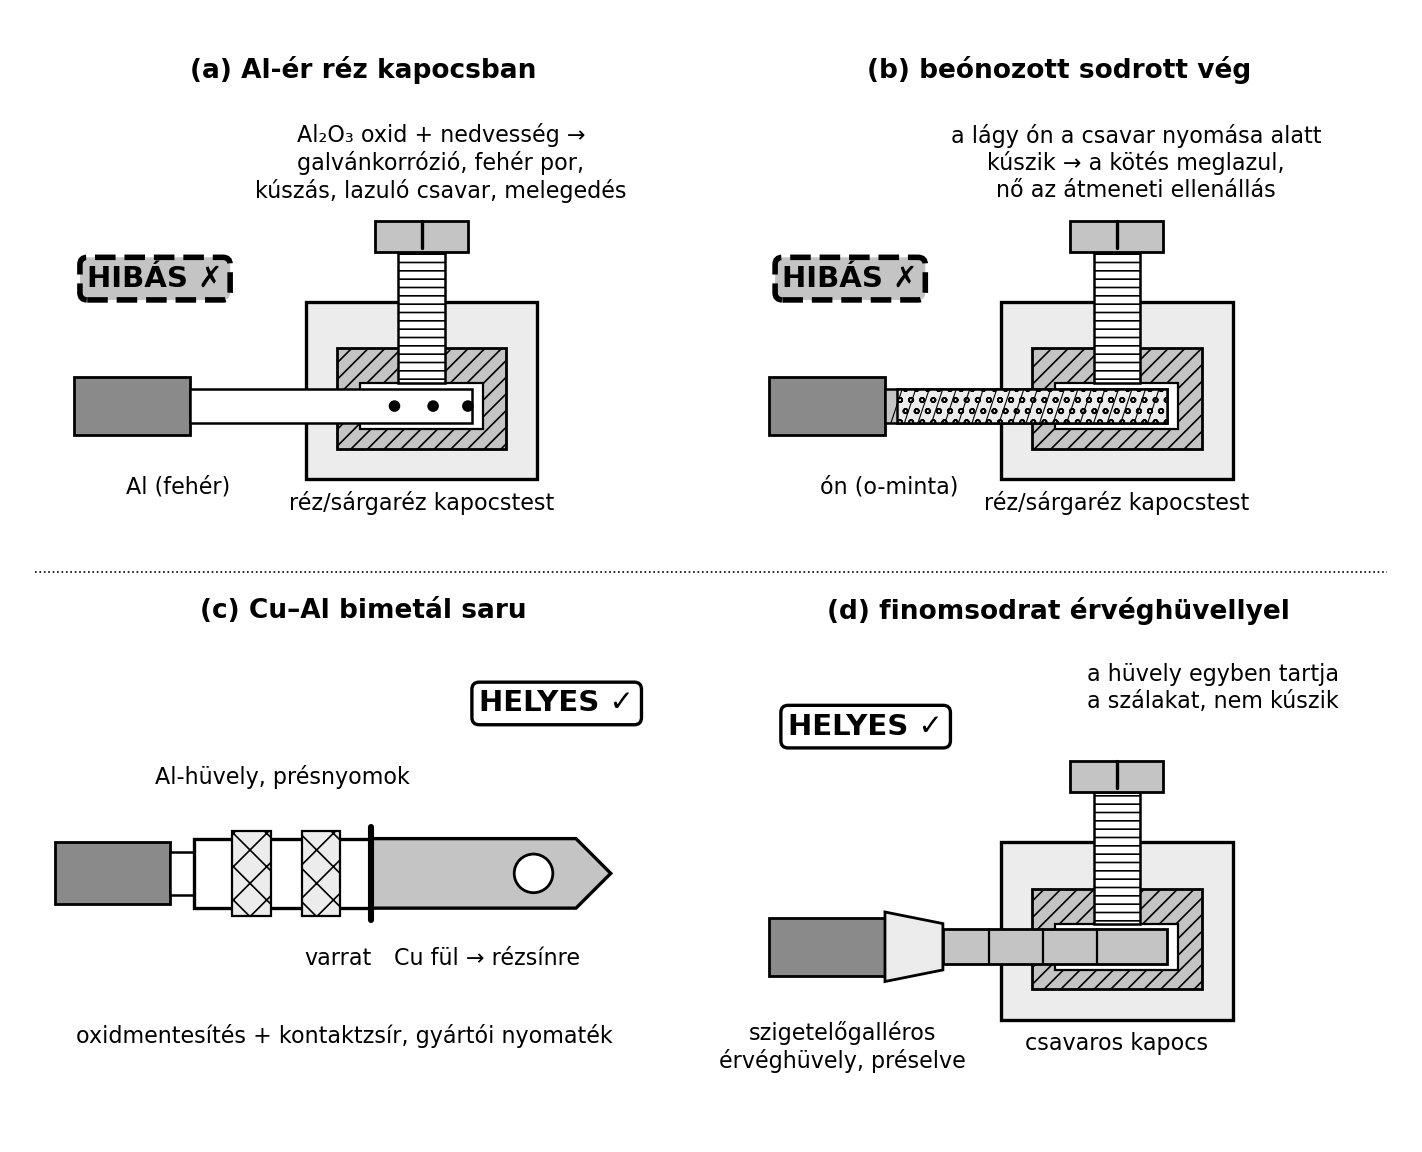 (a) Al-ér réz kapocsban
Al₂O₃ oxid + nedvesség →
galvánkorrózió, fehér por,
kúszás, lazuló csavar, melegedés
HIBÁS ✗
Al (fehér)
réz/sárgaréz kapocstest
(b) beónozott sodrott vég
a lágy ón a csavar nyomása alatt
kúszik → a kötés meglazul,
nő az átmeneti ellenállás
HIBÁS ✗
ón (o-minta)
réz/sárgaréz kapocstest
(c) Cu–Al bimetál saru
HELYES ✓
Al-hüvely, présnyomok
varrat
Cu fül → rézsínre
oxidmentesítés + kontaktzsír, gyártói nyomaték
(d) finomsodrat érvéghüvellyel
a hüvely egyben tartja
a szálakat, nem kúszik
HELYES ✓
szigetelőgalléros
érvéghüvely, préselve
csavaros kapocs